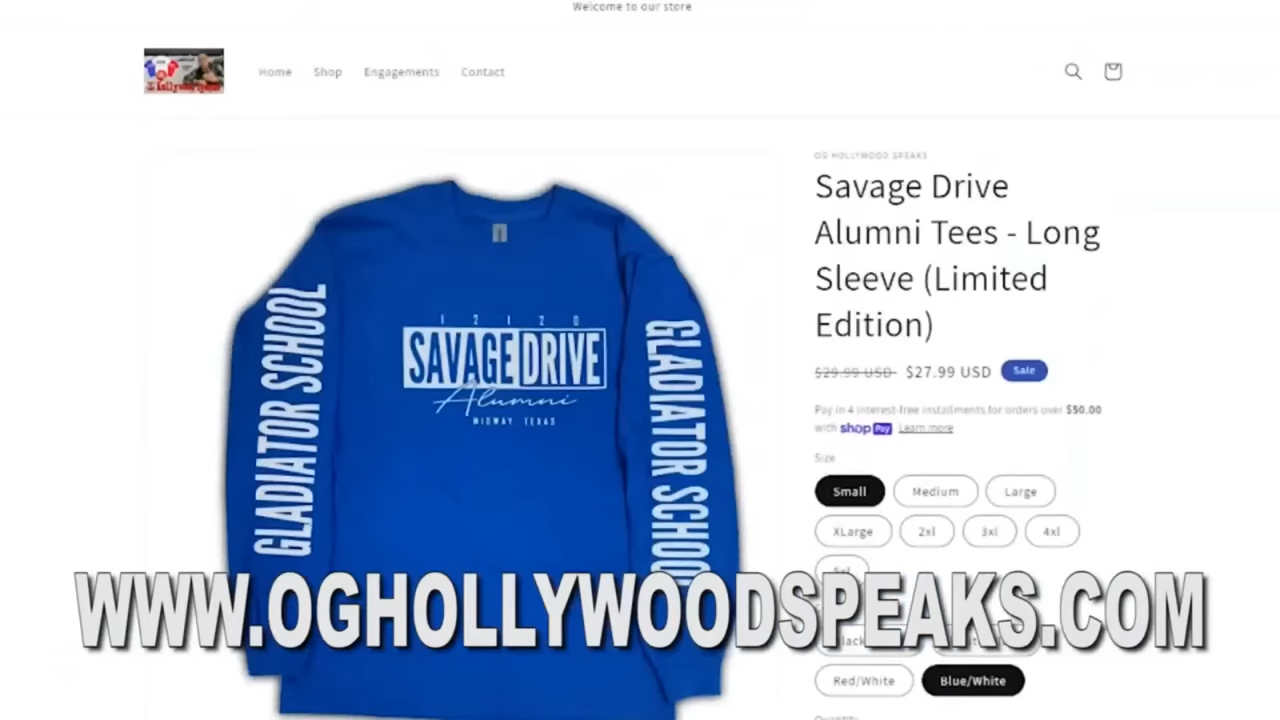 Welcome to our store
Home Shop Engagements Contact
OG HOLLYWOOD SPEAKS
Savage Drive
Alumni Tees - Long
Sleeve (Limited
Edition)
$29.99 USD $27.99 USD Sale
Pay in 4 interest-free installments for orders over $50.00
with shop Pay Learn more
Size
Small Medium Large
XLarge 2xl 3xl 4xl
5xl
Red/White Blue/White
Quantity
GLADIATOR SCHOOL
12120
SAVAGE DRIVE
Alumni
MIDWAY, TEXAS
GLADIATOR SCHOOL
WWW.OGHOLLYWOODSPEAKS.COM